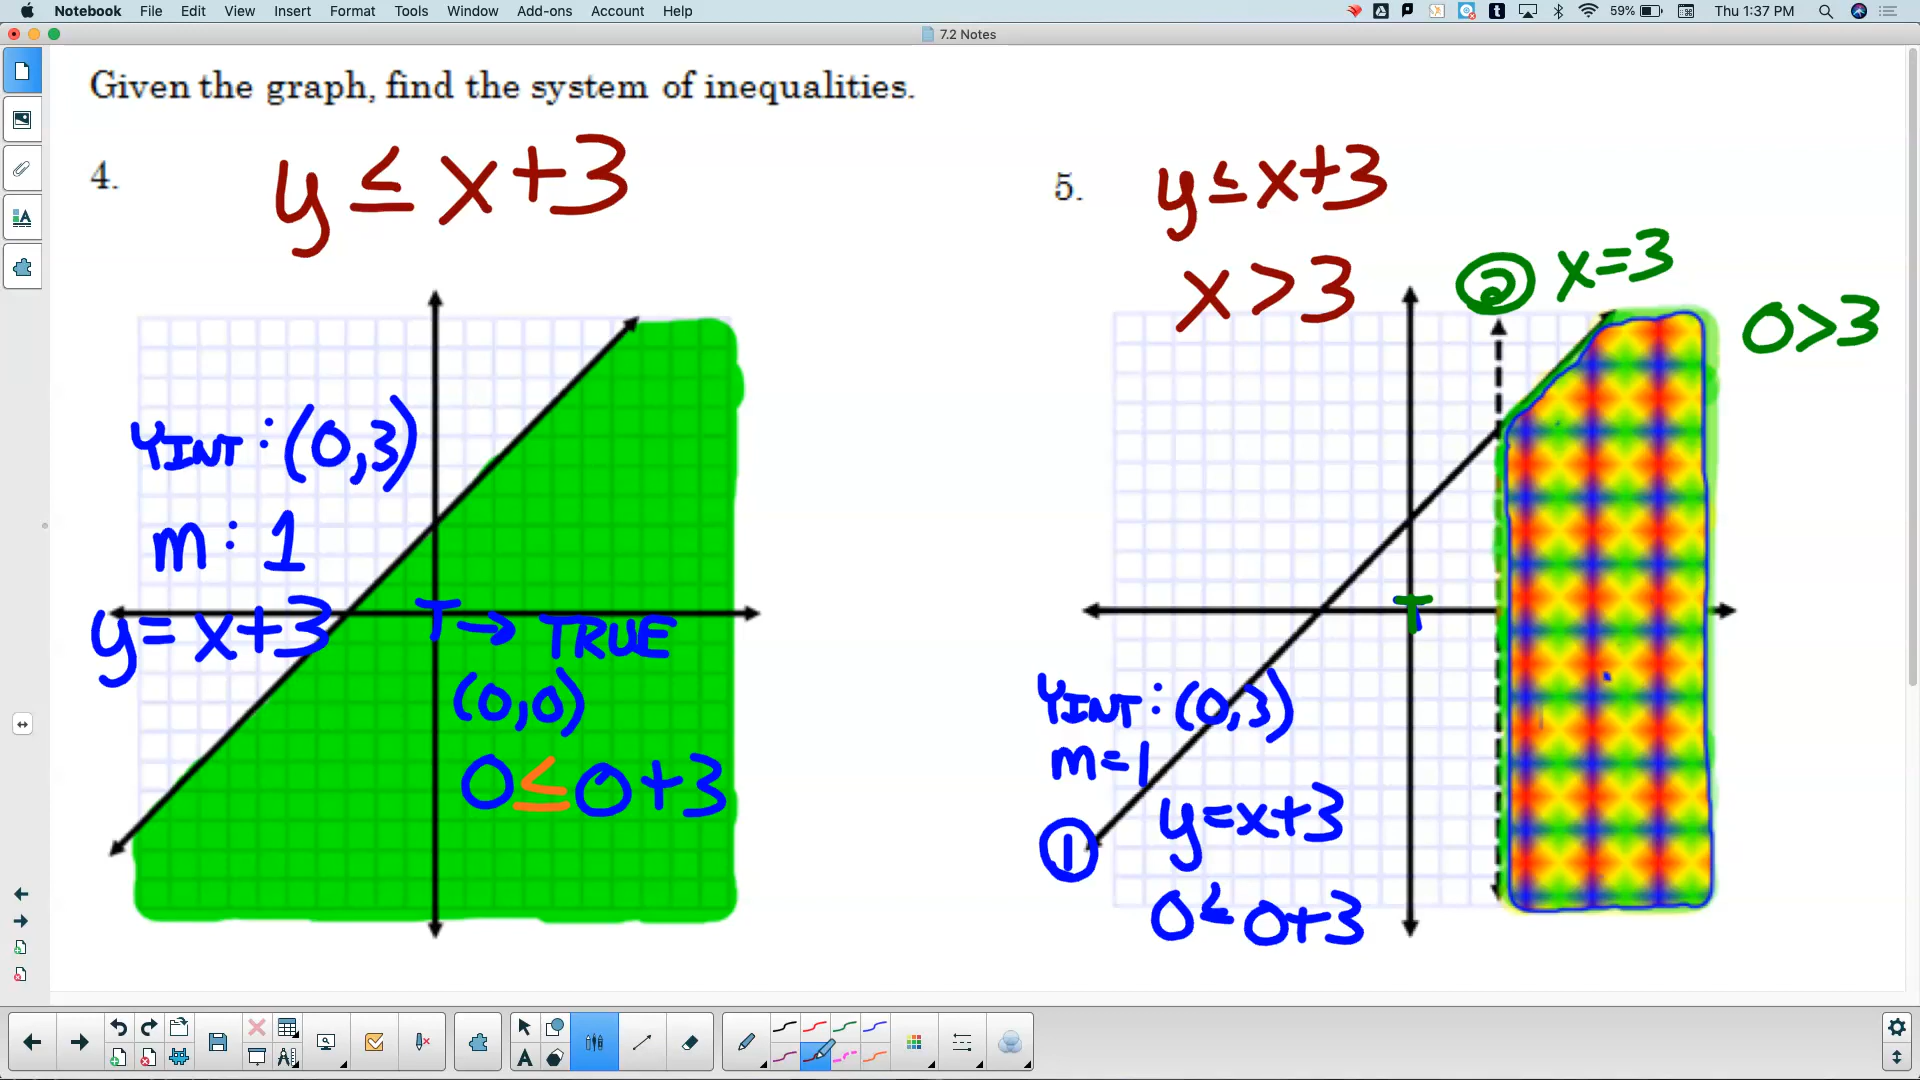 Notebook File Edit View Insert Format Tools Window Add-ons Account Help 59% Thu 1:37 PM
7.2 Notes
Given the graph, find the system of inequalities.
4.
y ≤ x+3
YINT : (0,3)
m : 1
y = x+3
T → TRUE
(0,0)
0 ≤ 0+3
5.
y ≤ x+3
x > 3
② x=3
0>3
T
YINT : (0,3)
m=1
① y=x+3
0 ≤ 0+3